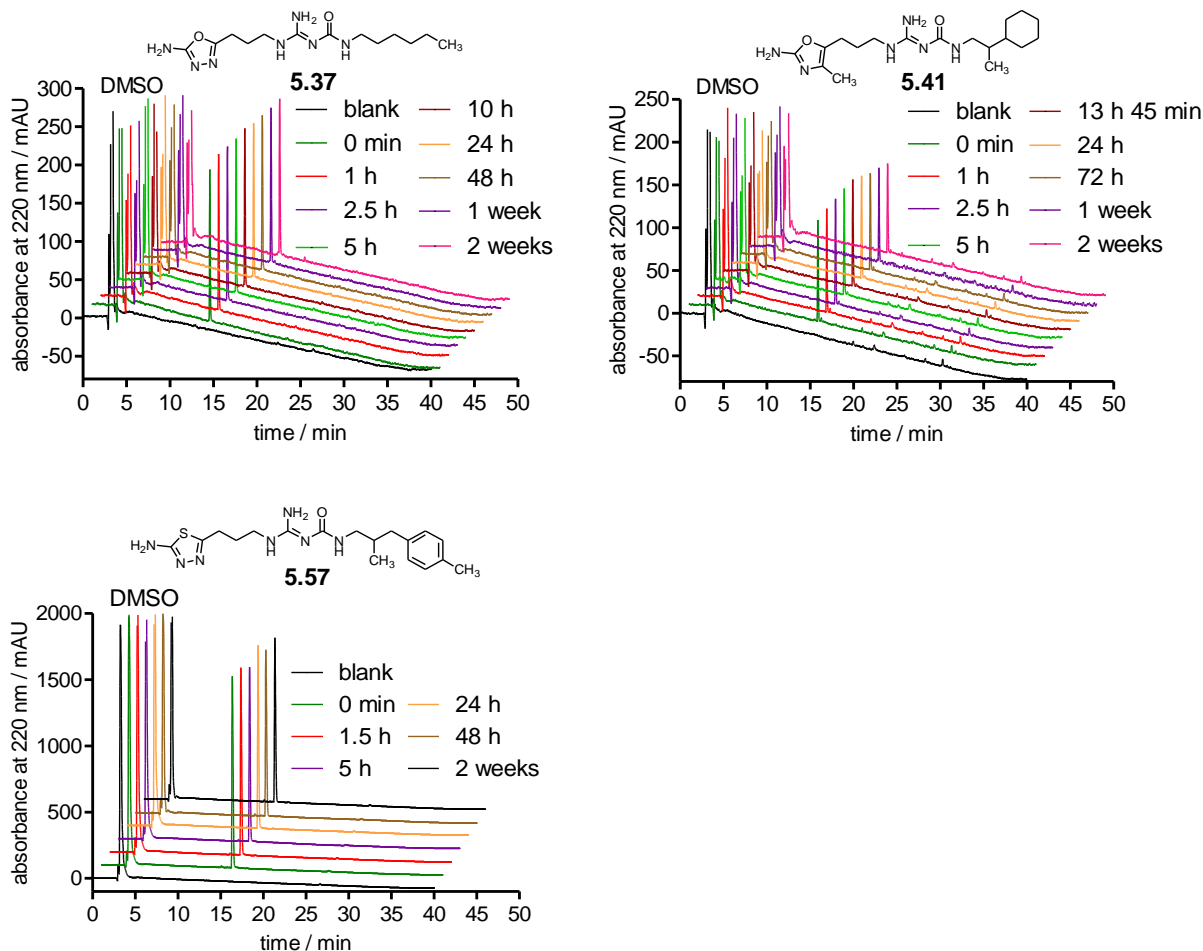 H₂N O N N N H NH₂ N O N H CH₃
5.37
DMSO
absorbance at 220 nm / mAU
300
250
200
150
100
50
0
-50
blank
0 min
1 h
2.5 h
5 h
10 h
24 h
48 h
1 week
2 weeks
0 5 10 15 20 25 30 35 40 45 50
time / min
H₂N O N CH₃ N H NH₂ N O N H CH₃
5.41
DMSO
absorbance at 220 nm / mAU
250
200
150
100
50
0
-50
blank
0 min
1 h
2.5 h
5 h
13 h 45 min
24 h
72 h
1 week
2 weeks
0 5 10 15 20 25 30 35 40 45 50
time / min
H₂N S N N N H NH₂ N O N H CH₃ CH₃
5.57
DMSO
absorbance at 220 nm / mAU
2000
1500
1000
500
0
blank
0 min
1.5 h
5 h
24 h
48 h
2 weeks
0 5 10 15 20 25 30 35 40 45 50
time / min